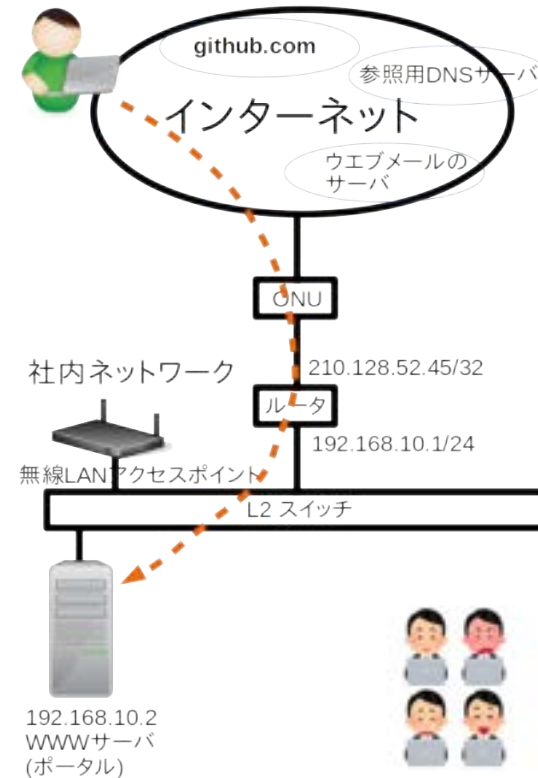 github.com
参照用DNSサーバ
インターネット
ウエブメールの
サーバ
ONU
210.128.52.45/32
社内ネットワーク
ルータ
192.168.10.1/24
無線LANアクセスポイント
L2 スイッチ
192.168.10.2
WWWサーバ
(ポータル)